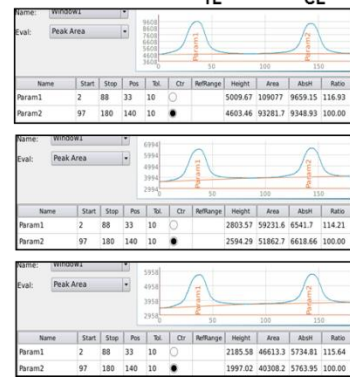 TL CL
Name: Window1
Eval: Peak Area
9608
8608
7608
6608
5608
4608
3608
Param1
Param2
50 100 150
Name Start Stop Pos Tol. Ctr RefRange Height Area AbsH Ratio
Param1 2 88 33 10 5009.67 109077 9659.15 116.93
Param2 97 180 140 10 4603.46 93281.7 9348.93 100.00
Name: Window1
Eval: Peak Area
6994
5994
4994
3994
2994
Param1
Param2
50 100 150
Name Start Stop Pos Tol. Ctr RefRange Height Area AbsH Ratio
Param1 2 88 33 10 2803.57 59231.6 6541.7 114.21
Param2 97 180 140 10 2594.29 51862.7 6618.66 100.00
Name: Window1
Eval: Peak Area
5958
4958
3958
2958
Param1
Param2
50 100 150
Name Start Stop Pos Tol. Ctr RefRange Height Area AbsH Ratio
Param1 2 88 33 10 2185.58 46613.3 5734.81 115.64
Param2 97 180 140 10 1997.02 40308.2 5763.95 100.00